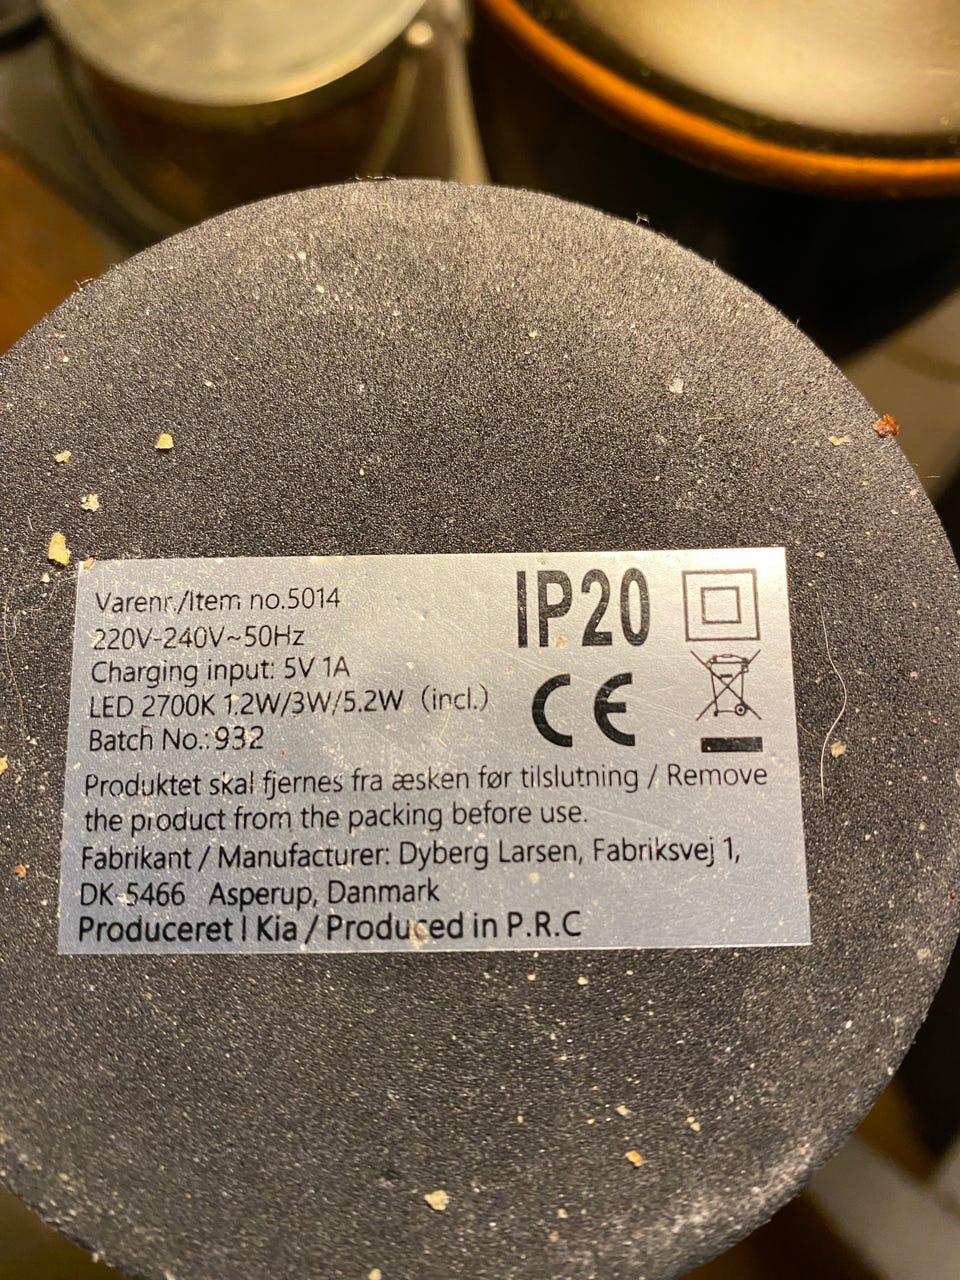 Varenr./Item no.5014
220V-240V~50Hz
Charging input: 5V 1A
LED 2700K 1.2W/3W/5.2W (incl.)
Batch No.:932
IP20
CE
Produktet skal fjernes fra æsken før tilslutning / Remove
the product from the packing before use.
Fabrikant / Manufacturer: Dyberg Larsen, Fabriksvej 1,
DK-5466 Asperup, Danmark
Produceret I Kia / Produced in P.R.C